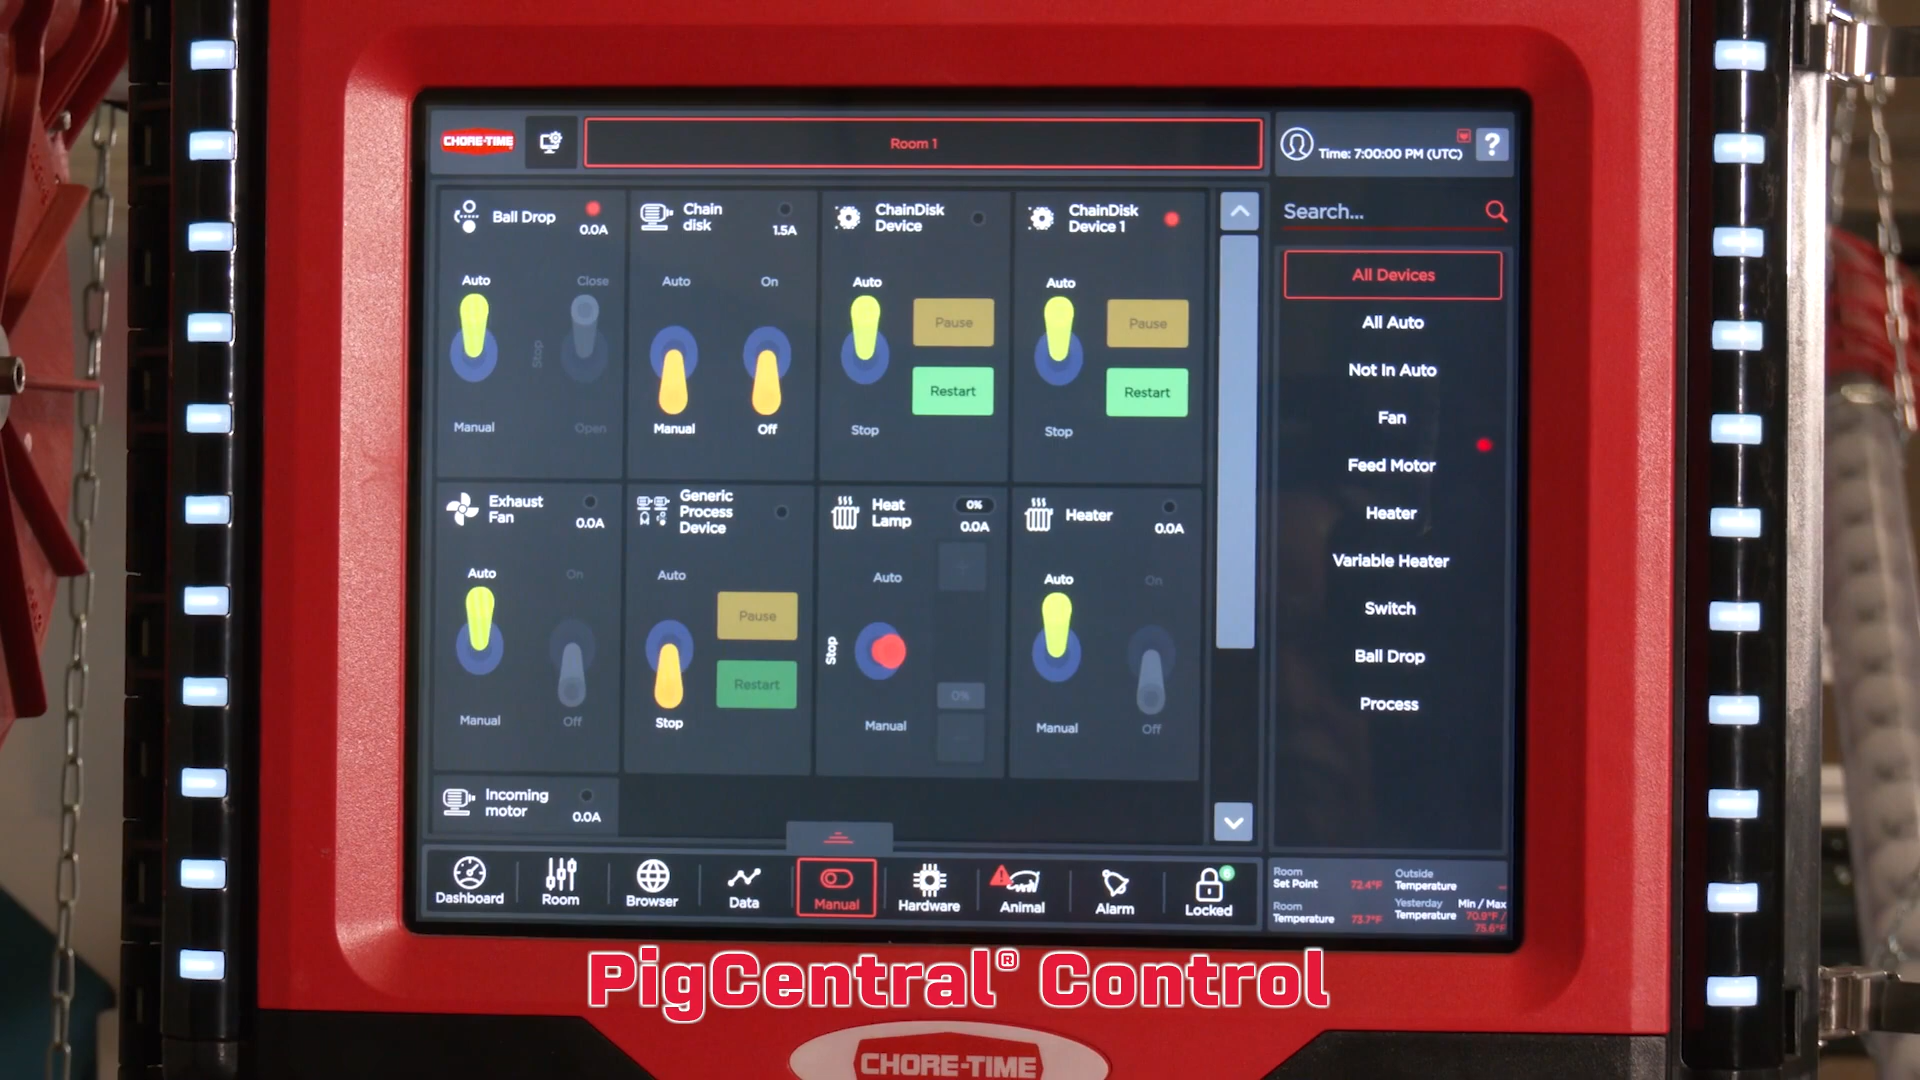 CHORE-TIME
Room 1
Time: 7:00:00 PM (UTC)
?
Ball Drop
0.0A
Auto
Close
Stop
Manual
Open
Chain
disk
1.5A
Auto
On
Manual
Off
ChainDisk
Device
Auto
Pause
Restart
Stop
ChainDisk
Device 1
Auto
Pause
Restart
Stop
Exhaust
Fan
0.0A
Auto
On
Manual
Off
Generic
Process
Device
Auto
Pause
Restart
Stop
Heat
Lamp
0%
0.0A
Auto
Stop
0%
Manual
Heater
0.0A
Auto
On
Manual
Off
Incoming
motor
0.0A
Search...
All Devices
All Auto
Not In Auto
Fan
Feed Motor
Heater
Variable Heater
Switch
Ball Drop
Process
Dashboard
Room
Browser
Data
Manual
Hardware
Animal
Alarm
Locked
Room
Set Point
72.4°F
Outside
Temperature
--
Room
Temperature
73.7°F
Yesterday
Temperature
Min / Max
70.9°F /
75.6°F
PigCentral® Control
CHORE-TIME